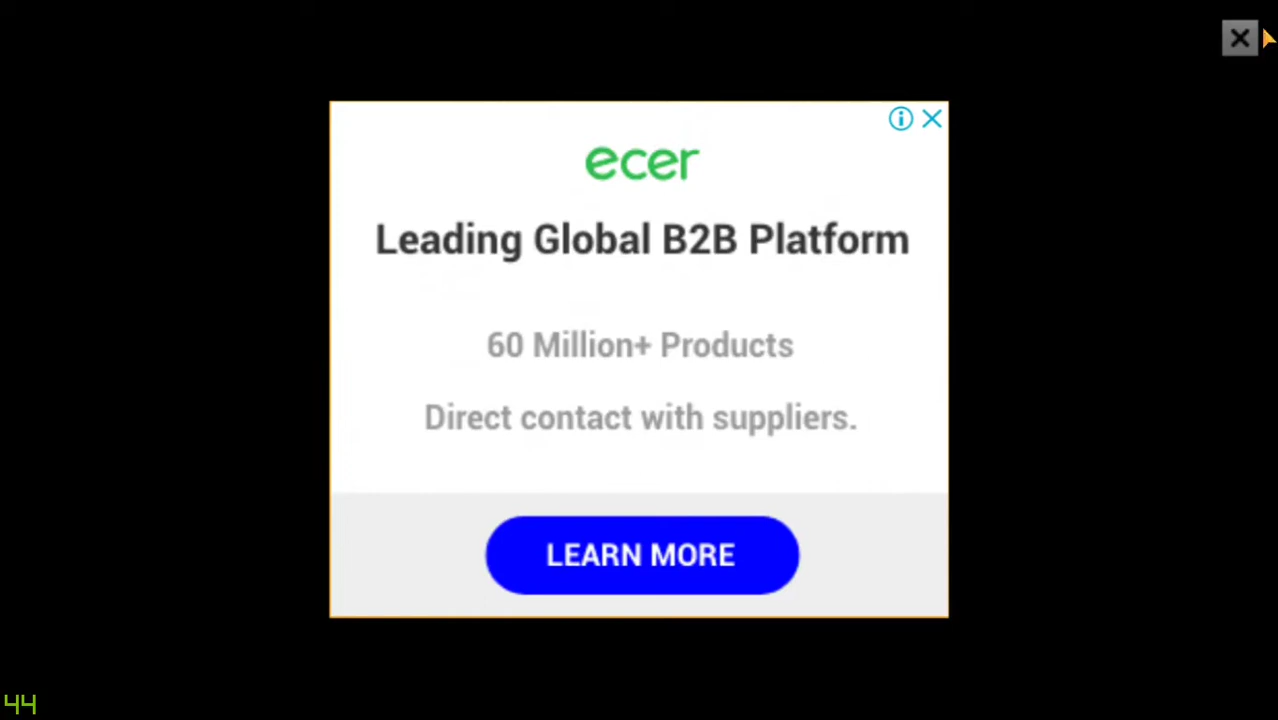 ecer
Leading Global B2B Platform
60 Million+ Products
Direct contact with suppliers.
LEARN MORE
44